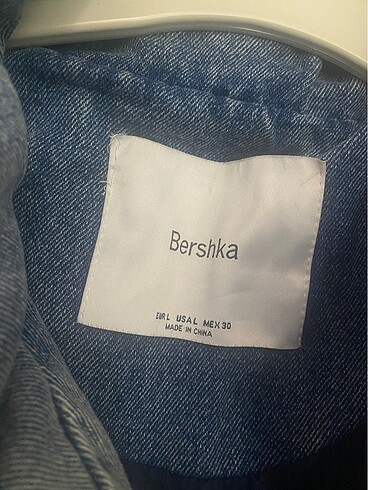 Bershka
EUR L USA L MEX 30
MADE IN CHINA